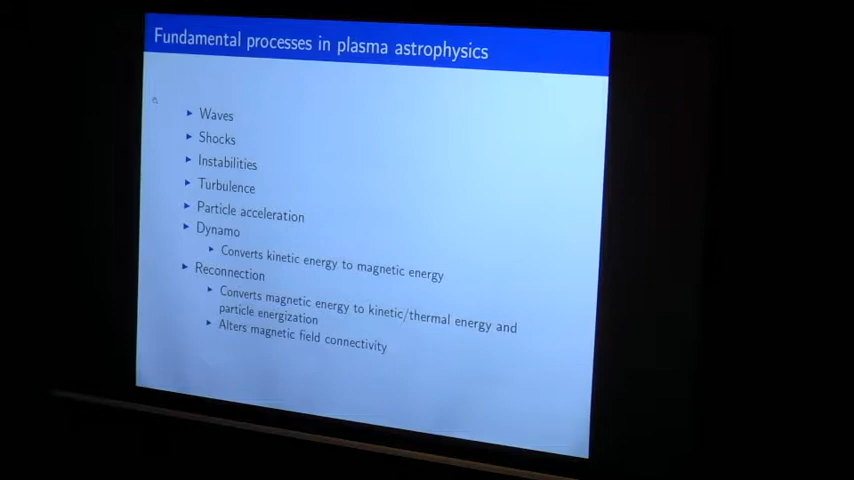 Fundamental processes in plasma astrophysics
Waves
Shocks
Instabilities
Turbulence
Particle acceleration
Dynamo
Converts kinetic energy to magnetic energy
Reconnection
Converts magnetic energy to kinetic/thermal energy and
particle energization
Alters magnetic field connectivity